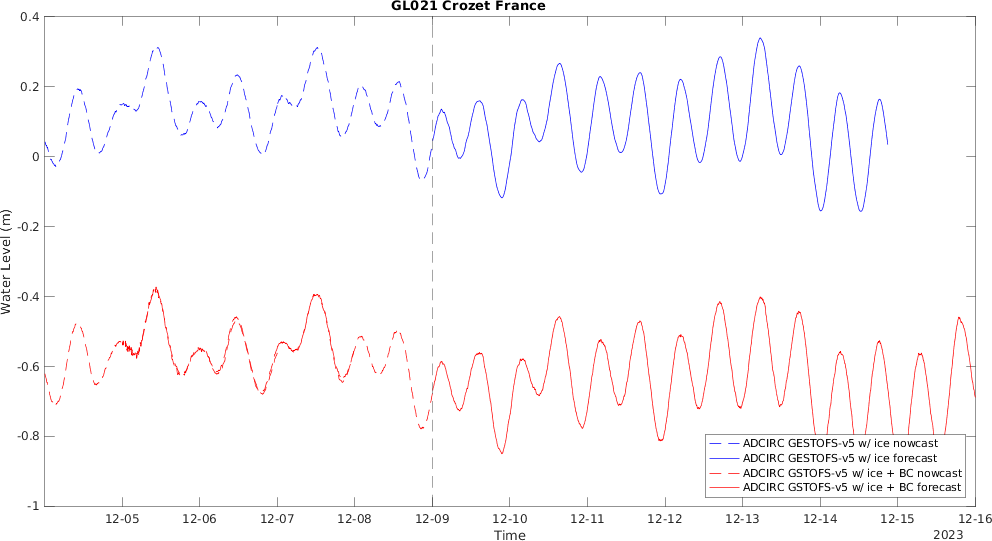 GL021 Crozet France
0.4
0.2
0
-0.2
-0.4
-0.6
-0.8
-1
Water Level (m)
ADCIRC GESTOFS-v5 w/ ice nowcast
ADCIRC GESTOFS-v5 w/ ice forecast
ADCIRC GSTOFS-v5 w/ ice + BC nowcast
ADCIRC GSTOFS-v5 w/ ice + BC forecast
12-05 12-06 12-07 12-08 12-09 12-10 12-11 12-12 12-13 12-14 12-15 12-16
Time
2023